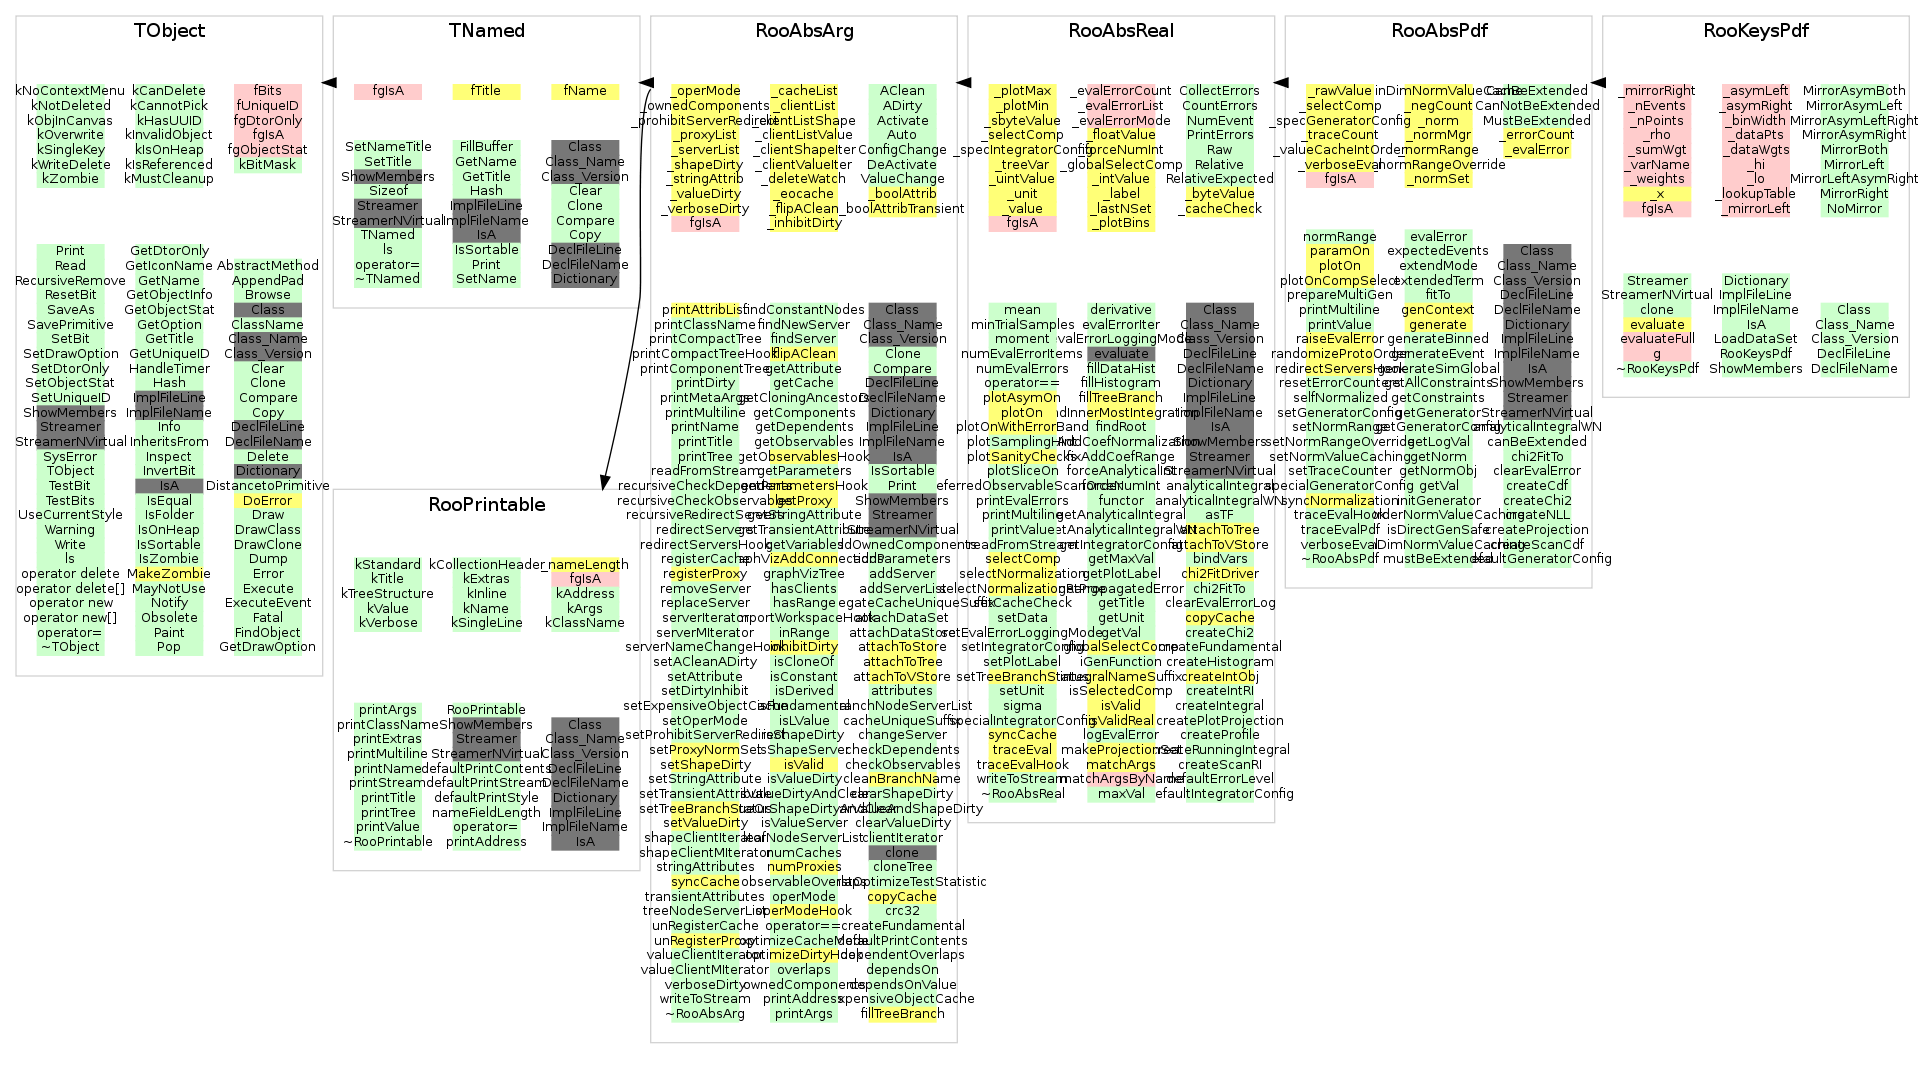 TObject
kNoContextMenu
kNotDeleted
kObjInCanvas
kOverwrite
kSingleKey
kWriteDelete
kZombie
kCanDelete
kCannotPick
kHasUUID
kInvalidObject
kIsOnHeap
kIsReferenced
kMustCleanup
fBits
fUniqueID
fgDtorOnly
fgIsA
fgObjectStat
kBitMask
Print
Read
RecursiveRemove
ResetBit
SaveAs
SavePrimitive
SetBit
SetDrawOption
SetDtorOnly
SetObjectStat
SetUniqueID
ShowMembers
Streamer
StreamerNVirtual
SysError
TObject
TestBit
TestBits
UseCurrentStyle
Warning
Write
ls
operator delete
operator delete[]
operator new
operator new[]
operator=
~TObject
GetDtorOnly
GetIconName
GetName
GetObjectInfo
GetObjectStat
GetOption
GetTitle
GetUniqueID
HandleTimer
Hash
ImplFileLine
ImplFileName
Info
InheritsFrom
Inspect
InvertBit
IsA
IsEqual
IsFolder
IsOnHeap
IsSortable
IsZombie
MakeZombie
MayNotUse
Notify
Obsolete
Paint
Pop
AbstractMethod
AppendPad
Browse
Class
ClassName
Class_Name
Class_Version
Clear
Clone
Compare
Copy
DeclFileLine
DeclFileName
Delete
Dictionary
DistancetoPrimitive
DoError
Draw
DrawClass
DrawClone
Dump
Error
Execute
ExecuteEvent
Fatal
FindObject
GetDrawOption
TNamed
fgIsA
fTitle
fName
SetNameTitle
SetTitle
ShowMembers
Sizeof
Streamer
StreamerNVirtual
TNamed
ls
operator=
~TNamed
FillBuffer
GetName
GetTitle
Hash
ImplFileLine
ImplFileName
IsA
IsSortable
Print
SetName
Class
Class_Name
Class_Version
Clear
Clone
Compare
Copy
DeclFileLine
DeclFileName
Dictionary
RooPrintable
kStandard
kTitle
kTreeStructure
kValue
kVerbose
kCollectionHeader
kExtras
kInline
kName
kSingleLine
_nameLength
fgIsA
kAddress
kArgs
kClassName
printArgs
printClassName
printExtras
printMultiline
printName
printStream
printTitle
printTree
printValue
~RooPrintable
RooPrintable
ShowMembers
Streamer
StreamerNVirtual
defaultPrintContents
defaultPrintStream
defaultPrintStyle
nameFieldLength
operator=
printAddress
Class
Class_Name
Class_Version
DeclFileLine
DeclFileName
Dictionary
ImplFileLine
ImplFileName
IsA
RooAbsArg
_operMode
_ownedComponents
_prohibitServerRedirect
_proxyList
_serverList
_shapeDirty
_stringAttrib
_valueDirty
_verboseDirty
fgIsA
_cacheList
_clientList
_clientListValue
_clientShapeIter
_clientValueIter
_deleteWatch
_eocache
_flipAClean
_inhibitDirty
AClean
ADirty
Activate
Auto
ConfigChange
DeActivate
ValueChange
_boolAttrib
_boolAttribTransient
printAttribList
printClassName
printCompactTree
printCompactTreeHook
printComponentTree
printDirty
printMetaArgs
printMultiline
printName
printTitle
printTree
readFromStream
recursiveCheckDependents
recursiveCheckObservables
recursiveRedirectServers
redirectServers
redirectServersHook
registerCache
registerProxy
removeServer
replaceServer
serverIterator
serverMIterator
serverNameChangeHook
setACleanADirty
setAttribute
setDirtyInhibit
setExpensiveObjectCache
setOperMode
setProhibitServerRedirect
setProxyNormSet
setShapeDirty
setStringAttribute
setTransientAttribute
setTreeBranchStatus
setValueDirty
shapeClientIterator
shapeClientMIterator
stringAttributes
syncCache
transientAttributes
treeNodeServerList
unRegisterCache
unRegisterProxy
valueClientIterator
valueClientMIterator
verboseDirty
writeToStream
~RooAbsArg
findConstantNodes
findNewServer
findServer
flipAClean
getAttribute
getCache
getCloningAncestors
getComponents
getDependents
getObservables
getObservablesHook
getParameters
getParametersHook
getProxy
getStringAttribute
getTransientAttribute
getVariables
graphVizTree
hasClients
hasRange
inRange
inhibitDirty
isCloneOf
isConstant
isDerived
isFundamental
isLValue
isShapeDirty
isShapeServer
isValid
isValueDirty
isValueServer
leafNodeServerList
numCaches
numProxies
observableOverlaps
operMode
operModeHook
operator==
optimizeCacheMode
optimizeDirtyHook
overlaps
ownedComponents
printAddress
printArgs
Class
Class_Name
Class_Version
Clone
Compare
DeclFileLine
DeclFileName
Dictionary
ImplFileLine
ImplFileName
IsA
IsSortable
Print
ShowMembers
Streamer
StreamerNVirtual
addOwnedComponents
addParameters
addServer
addServerList
attachDataSet
attachDataStore
attachToStore
attachToTree
attachToVStore
attributes
branchNodeServerList
cacheUniqueSuffix
changeServer
checkDependents
checkObservables
cleanBranchName
clearShapeDirty
clearValueDirty
clientIterator
clone
cloneTree
copyCache
crc32
createFundamental
defaultPrintContents
dependentOverlaps
dependsOn
dependsOnValue
expensiveObjectCache
fillTreeBranch
RooAbsReal
_plotMax
_plotMin
_sbyteValue
_selectComp
_specIntegratorConfig
_treeVar
_uintValue
_unit
_value
fgIsA
_evalErrorCount
_evalErrorList
_evalErrorMode
_floatValue
_forceNumInt
_globalSelectComp
_intValue
_label
_lastNSet
_plotBins
CollectErrors
CountErrors
NumEvent
PrintErrors
Raw
Relative
RelativeExpected
_byteValue
_cacheCheck
mean
minTrialSamples
moment
numEvalErrorItems
numEvalErrors
operator==
plotAsymOn
plotOn
plotOnWithErrorBand
plotSamplingHint
plotSanityChecks
plotSliceOn
printEvalErrors
printMultiline
printValue
readFromStream
selectComp
selectNormalization
selectNormalizationRange
setCacheCheck
setData
setEvalErrorLoggingMode
setIntegratorConfig
setPlotLabel
setTreeBranchStatus
setUnit
sigma
specialIntegratorConfig
syncCache
traceEval
traceEvalHook
writeToStream
~RooAbsReal
derivative
evalErrorIter
evalErrorLoggingMode
evaluate
fillDataHist
fillHistogram
fillTreeBranch
findInnerMostIntegration
findRoot
fixAddCoefNormalization
fixAddCoefRange
forceAnalyticalInt
forceNumInt
functor
getAnalyticalIntegral
getAnalyticalIntegralWN
getIntegratorConfig
getMaxVal
getPlotLabel
getPropagatedError
getTitle
getUnit
getVal
globalSelectComp
iGenFunction
integralNameSuffix
isSelectedComp
isValid
isValidReal
logEvalError
makeProjectionSet
matchArgs
matchArgsByName
maxVal
Class
Class_Name
Class_Version
DeclFileLine
DeclFileName
Dictionary
ImplFileLine
ImplFileName
IsA
ShowMembers
Streamer
StreamerNVirtual
analyticalIntegral
analyticalIntegralWN
asTF
attachToTree
attachToVStore
bindVars
chi2FitDriver
chi2FitTo
clearEvalErrorLog
copyCache
createChi2
createFundamental
createHistogram
createIntObj
createIntRI
createIntegral
createPlotProjection
createProfile
createRunningIntegral
createScanRI
defaultErrorLevel
defaultIntegratorConfig
RooAbsPdf
_rawValue
_selectComp
_specGeneratorConfig
_traceCount
_verboseEval
fgIsA
_negCount
_norm
_normMgr
_normRange
_normRangeOverride
_normSet
CanBeExtended
CanNotBeExtended
MustBeExtended
_errorCount
_evalError
normRange
paramOn
plotOn
plotOnCompSelect
prepareMultiGen
printMultiline
printValue
raiseEvalError
randomizeProtoOrder
redirectServersHook
resetErrorCounters
selfNormalized
setGeneratorConfig
setNormRange
setNormRangeOverride
setNormValueCaching
setTraceCounter
specialGeneratorConfig
syncNormalization
traceEvalHook
traceEvalPdf
verboseEval
~RooAbsPdf
evalError
expectedEvents
extendMode
extendedTerm
fitTo
genContext
generate
generateBinned
generateEvent
generateSimGlobal
getAllConstraints
getConstraints
getGenerator
getGeneratorConfig
getLogVal
getNorm
getNormObj
getVal
initGenerator
isDirectGenSafe
mustBeExtended
Class
Class_Name
Class_Version
DeclFileLine
DeclFileName
Dictionary
ImplFileLine
ImplFileName
IsA
ShowMembers
Streamer
StreamerNVirtual
analyticalIntegralWN
canBeExtended
chi2FitTo
clearEvalError
createCdf
createChi2
createNLL
createProjection
createScanCdf
defaultGeneratorConfig
RooKeysPdf
_mirrorRight
_nEvents
_nPoints
_rho
_sumWgt
_varName
_weights
_x
fgIsA
_asymLeft
_asymRight
_binWidth
_dataPts
_dataWgts
_hi
_lo
_lookupTable
_mirrorLeft
MirrorAsymBoth
MirrorAsymLeft
MirrorAsymLeftRight
MirrorAsymRight
MirrorBoth
MirrorLeft
MirrorLeftAsymRight
MirrorRight
NoMirror
Streamer
StreamerNVirtual
clone
evaluate
evaluateFull
g
~RooKeysPdf
Dictionary
ImplFileLine
ImplFileName
IsA
LoadDataSet
RooKeysPdf
ShowMembers
Class
Class_Name
Class_Version
DeclFileLine
DeclFileName